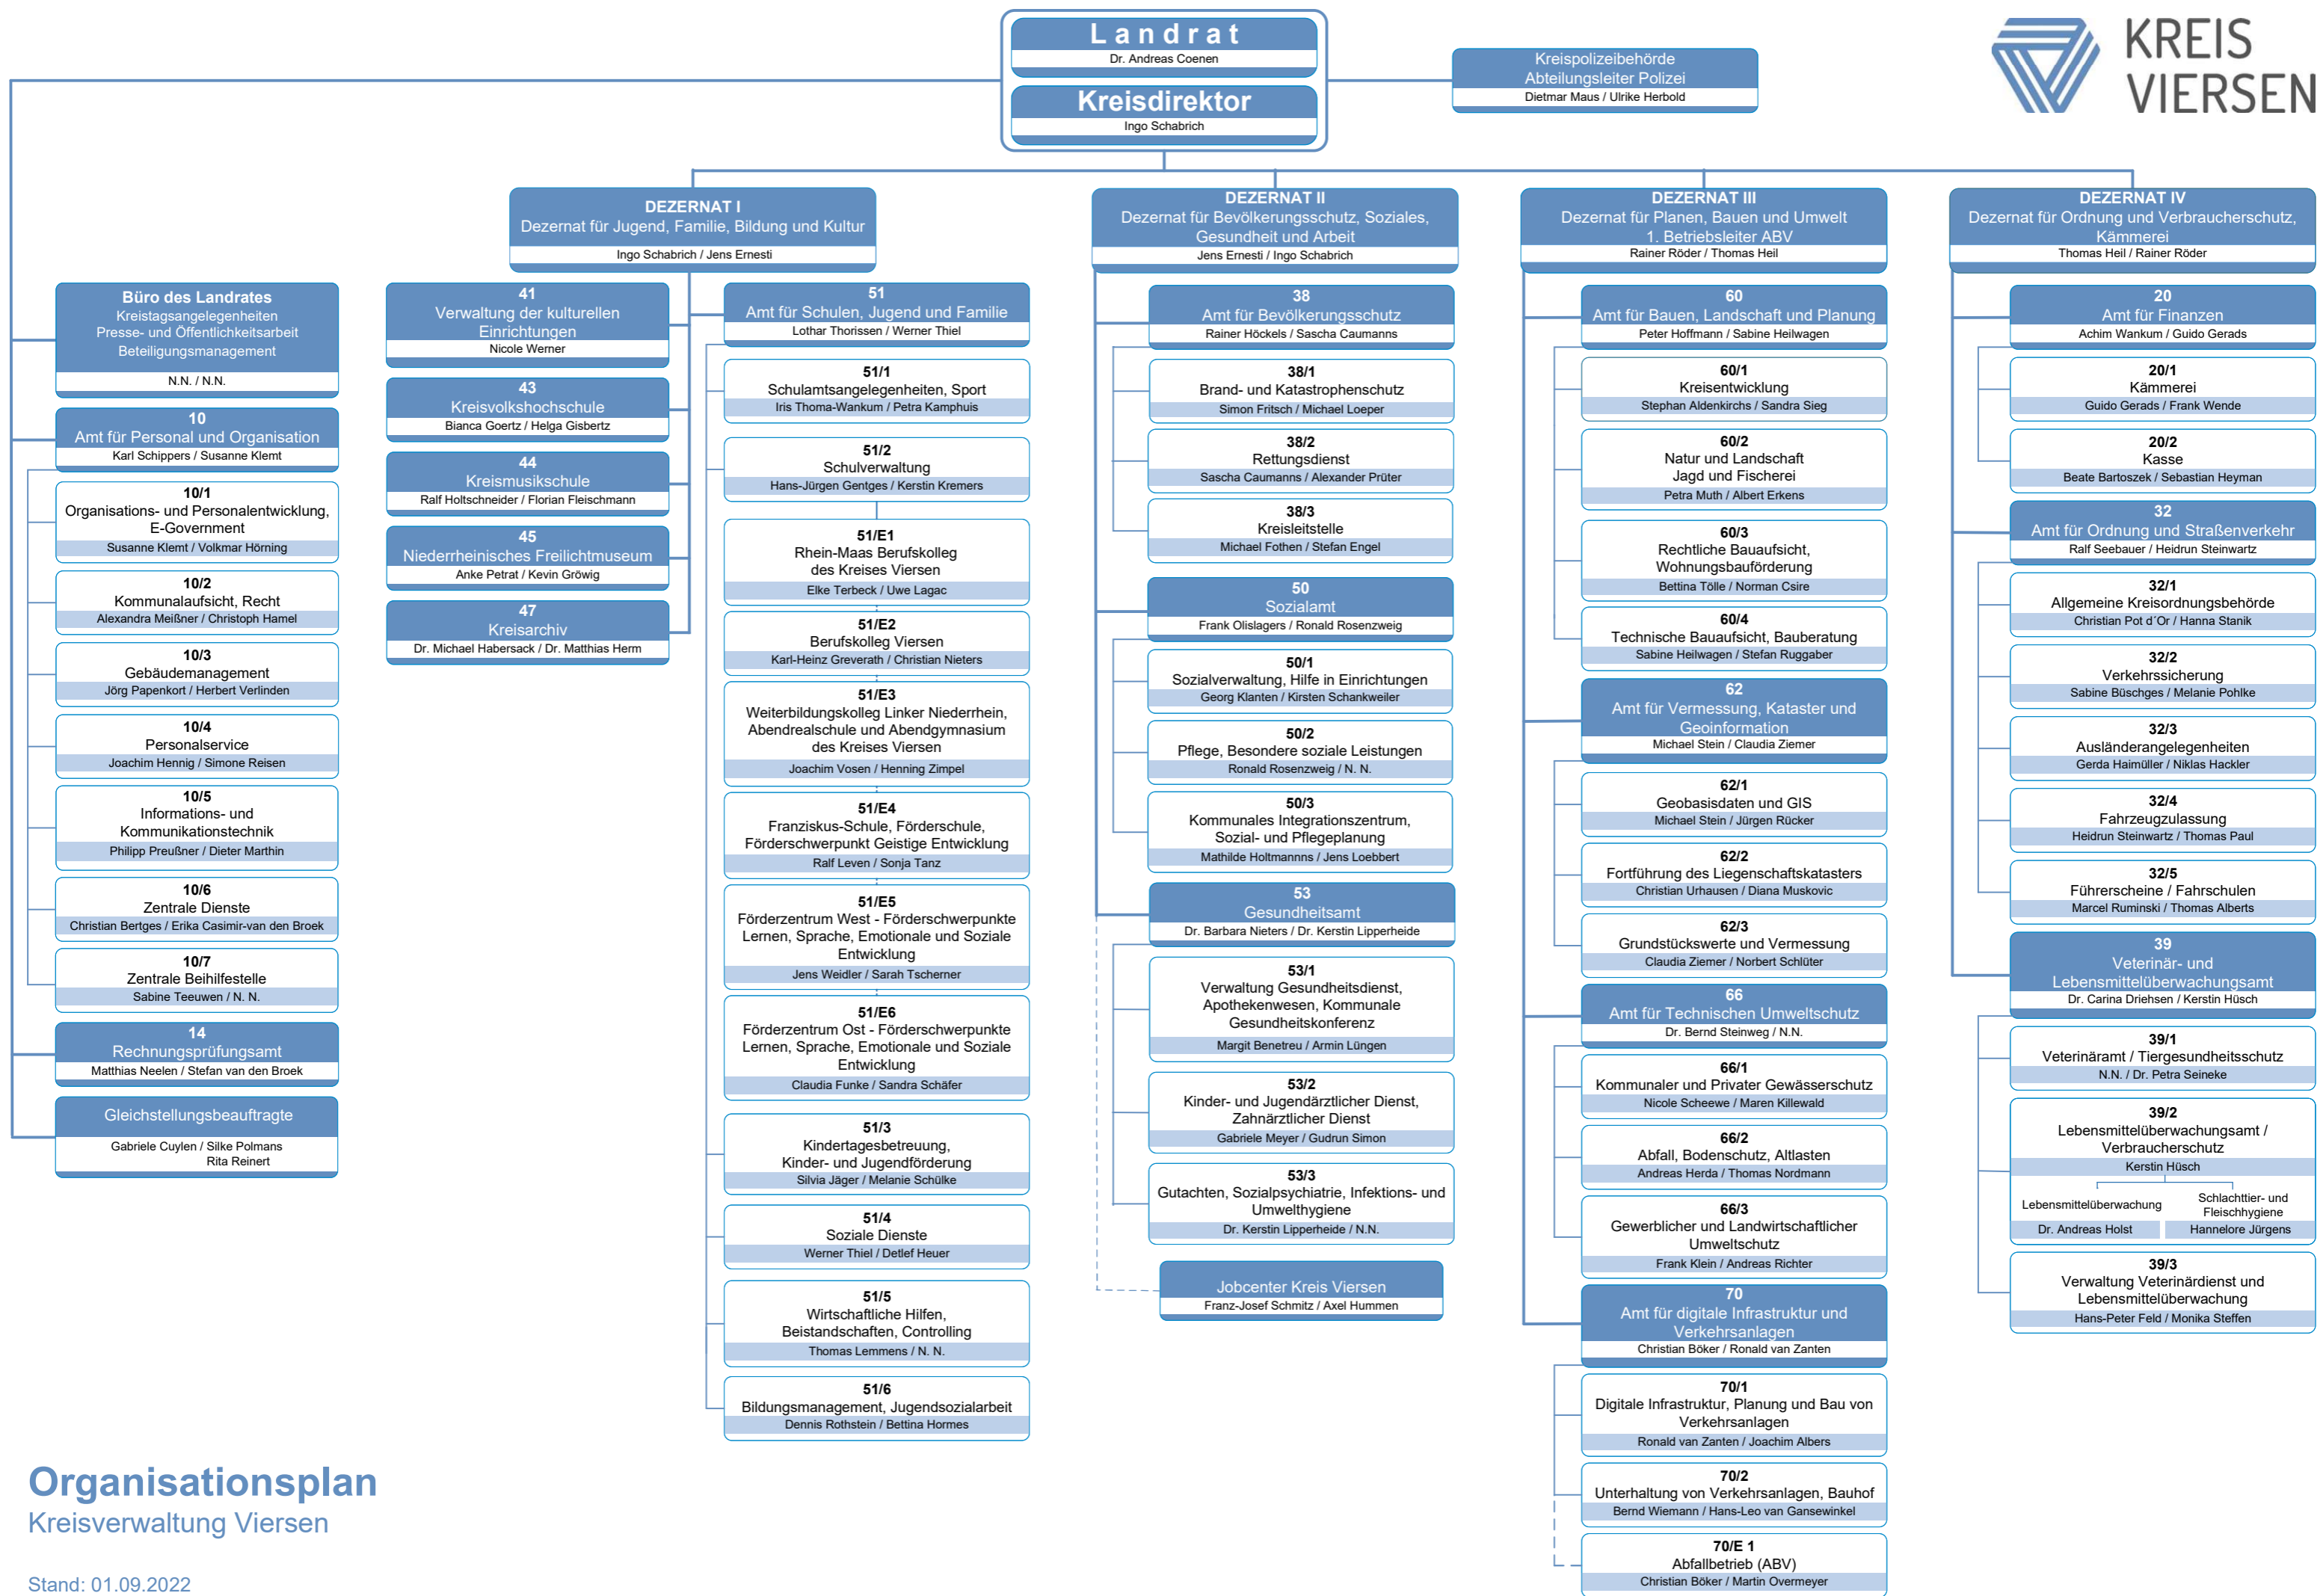 Landrat
Dr. Andreas Coenen
Kreisdirektor
Ingo Schabrich
Kreispolizeibehörde
Abteilungsleiter Polizei
Dietmar Maus / Ulrike Herbold
KREIS
VIERSEN
Büro des Landrates
Kreistagsangelegenheiten
Presse- und Öffentlichkeitsarbeit
Beteiligungsmanagement
N.N. / N.N.
10
Amt für Personal und Organisation
Karl Schippers / Susanne Klemt
10/1
Organisations- und Personalentwicklung,
E-Government
Susanne Klemt / Volkmar Hörning
10/2
Kommunalaufsicht, Recht
Alexandra Meißner / Christoph Hamel
10/3
Gebäudemanagement
Jörg Papenkort / Herbert Verlinden
10/4
Personalservice
Joachim Hennig / Simone Reisen
10/5
Informations- und
Kommunikationstechnik
Philipp Preußner / Dieter Marthin
10/6
Zentrale Dienste
Christian Bertges / Erika Casimir-van den Broek
10/7
Zentrale Beihilfestelle
Sabine Teeuwen / N. N.
14
Rechnungsprüfungsamt
Matthias Neelen / Stefan van den Broek
Gleichstellungsbeauftragte
Gabriele Cuylen / Silke Polmans
Rita Reinert
DEZERNAT I
Dezernat für Jugend, Familie, Bildung und Kultur
Ingo Schabrich / Jens Ernesti
41
Verwaltung der kulturellen
Einrichtungen
Nicole Werner
43
Kreisvolkshochschule
Bianca Goertz / Helga Gisbertz
44
Kreismusikschule
Ralf Holtschneider / Florian Fleischmann
45
Niederrheinisches Freilichtmuseum
Anke Petrat / Kevin Gröwig
47
Kreisarchiv
Dr. Michael Habersack / Dr. Matthias Herm
51
Amt für Schulen, Jugend und Familie
Lothar Thorissen / Werner Thiel
51/1
Schulamtsangelegenheiten, Sport
Iris Thoma-Wankum / Petra Kamphuis
51/2
Schulverwaltung
Hans-Jürgen Gentges / Kerstin Kremers
51/E1
Rhein-Maas Berufskolleg
des Kreises Viersen
Elke Terbeck / Uwe Lagac
51/E2
Berufskolleg Viersen
Karl-Heinz Greverath / Christian Nieters
51/E3
Weiterbildungskolleg Linker Niederrhein,
Abendrealschule und Abendgymnasium
des Kreises Viersen
Joachim Vosen / Henning Zimpel
51/E4
Franziskus-Schule, Förderschule,
Förderschwerpunkt Geistige Entwicklung
Ralf Leven / Sonja Tanz
51/E5
Förderzentrum West - Förderschwerpunkte
Lernen, Sprache, Emotionale und Soziale
Entwicklung
Jens Weidler / Sarah Tscherner
51/E6
Förderzentrum Ost - Förderschwerpunkte
Lernen, Sprache, Emotionale und Soziale
Entwicklung
Claudia Funke / Sandra Schäfer
51/3
Kindertagesbetreuung,
Kinder- und Jugendförderung
Silvia Jäger / Melanie Schülke
51/4
Soziale Dienste
Werner Thiel / Detlef Heuer
51/5
Wirtschaftliche Hilfen,
Beistandschaften, Controlling
Thomas Lemmens / N. N.
51/6
Bildungsmanagement, Jugendsozialarbeit
Dennis Rothstein / Bettina Hormes
DEZERNAT II
Dezernat für Bevölkerungsschutz, Soziales,
Gesundheit und Arbeit
Jens Ernesti / Ingo Schabrich
38
Amt für Bevölkerungsschutz
Rainer Höckels / Sascha Caumanns
38/1
Brand- und Katastrophenschutz
Simon Fritsch / Michael Loeper
38/2
Rettungsdienst
Sascha Caumanns / Alexander Prüter
38/3
Kreisleitstelle
Michael Fothen / Stefan Engel
50
Sozialamt
Frank Olislagers / Ronald Rosenzweig
50/1
Sozialverwaltung, Hilfe in Einrichtungen
Georg Klanten / Kirsten Schankweiler
50/2
Pflege, Besondere soziale Leistungen
Ronald Rosenzweig / N. N.
50/3
Kommunales Integrationszentrum,
Sozial- und Pflegeplanung
Mathilde Holtmannns / Jens Loebbert
53
Gesundheitsamt
Dr. Barbara Nieters / Dr. Kerstin Lipperheide
53/1
Verwaltung Gesundheitsdienst,
Apothekenwesen, Kommunale
Gesundheitskonferenz
Margit Benetreu / Armin Lüngen
53/2
Kinder- und Jugendärztlicher Dienst,
Zahnärztlicher Dienst
Gabriele Meyer / Gudrun Simon
53/3
Gutachten, Sozialpsychiatrie, Infektions- und
Umwelthygiene
Dr. Kerstin Lipperheide / N.N.
Jobcenter Kreis Viersen
Franz-Josef Schmitz / Axel Hummen
DEZERNAT III
Dezernat für Planen, Bauen und Umwelt
1. Betriebsleiter ABV
Rainer Röder / Thomas Heil
60
Amt für Bauen, Landschaft und Planung
Peter Hoffmann / Sabine Heilwagen
60/1
Kreisentwicklung
Stephan Aldenkirchs / Sandra Sieg
60/2
Natur und Landschaft
Jagd und Fischerei
Petra Muth / Albert Erkens
60/3
Rechtliche Bauaufsicht,
Wohnungsbauförderung
Bettina Tölle / Norman Csire
60/4
Technische Bauaufsicht, Bauberatung
Sabine Heilwagen / Stefan Ruggaber
62
Amt für Vermessung, Kataster und
Geoinformation
Michael Stein / Claudia Ziemer
62/1
Geobasisdaten und GIS
Michael Stein / Jürgen Rücker
62/2
Fortführung des Liegenschaftskatasters
Christian Urhausen / Diana Muskovic
62/3
Grundstückswerte und Vermessung
Claudia Ziemer / Norbert Schlüter
66
Amt für Technischen Umweltschutz
Dr. Bernd Steinweg / N.N.
66/1
Kommunaler und Privater Gewässerschutz
Nicole Scheewe / Maren Killewald
66/2
Abfall, Bodenschutz, Altlasten
Andreas Herda / Thomas Nordmann
66/3
Gewerblicher und Landwirtschaftlicher
Umweltschutz
Frank Klein / Andreas Richter
70
Amt für digitale Infrastruktur und
Verkehrsanlagen
Christian Böker / Ronald van Zanten
70/1
Digitale Infrastruktur, Planung und Bau von
Verkehrsanlagen
Ronald van Zanten / Joachim Albers
70/2
Unterhaltung von Verkehrsanlagen, Bauhof
Bernd Wiemann / Hans-Leo van Gansewinkel
70/E 1
Abfallbetrieb (ABV)
Christian Böker / Martin Overmeyer
DEZERNAT IV
Dezernat für Ordnung und Verbraucherschutz,
Kämmerei
Thomas Heil / Rainer Röder
20
Amt für Finanzen
Achim Wankum / Guido Gerads
20/1
Kämmerei
Guido Gerads / Frank Wende
20/2
Kasse
Beate Bartoszek / Sebastian Heyman
32
Amt für Ordnung und Straßenverkehr
Ralf Seebauer / Heidrun Steinwartz
32/1
Allgemeine Kreisordnungsbehörde
Christian Pot d´Or / Hanna Stanik
32/2
Verkehrssicherung
Sabine Büschges / Melanie Pohlke
32/3
Ausländerangelegenheiten
Gerda Haimüller / Niklas Hackler
32/4
Fahrzeugzulassung
Heidrun Steinwartz / Thomas Paul
32/5
Führerscheine / Fahrschulen
Marcel Ruminski / Thomas Alberts
39
Veterinär- und
Lebensmittelüberwachungsamt
Dr. Carina Driehsen / Kerstin Hüsch
39/1
Veterinäramt / Tiergesundheitsschutz
N.N. / Dr. Petra Seineke
39/2
Lebensmittelüberwachungsamt /
Verbraucherschutz
Kerstin Hüsch
Lebensmittelüberwachung
Dr. Andreas Holst
Schlachttier- und
Fleischhygiene
Hannelore Jürgens
39/3
Verwaltung Veterinärdienst und
Lebensmittelüberwachung
Hans-Peter Feld / Monika Steffen
Organisationsplan
Kreisverwaltung Viersen
Stand: 01.09.2022